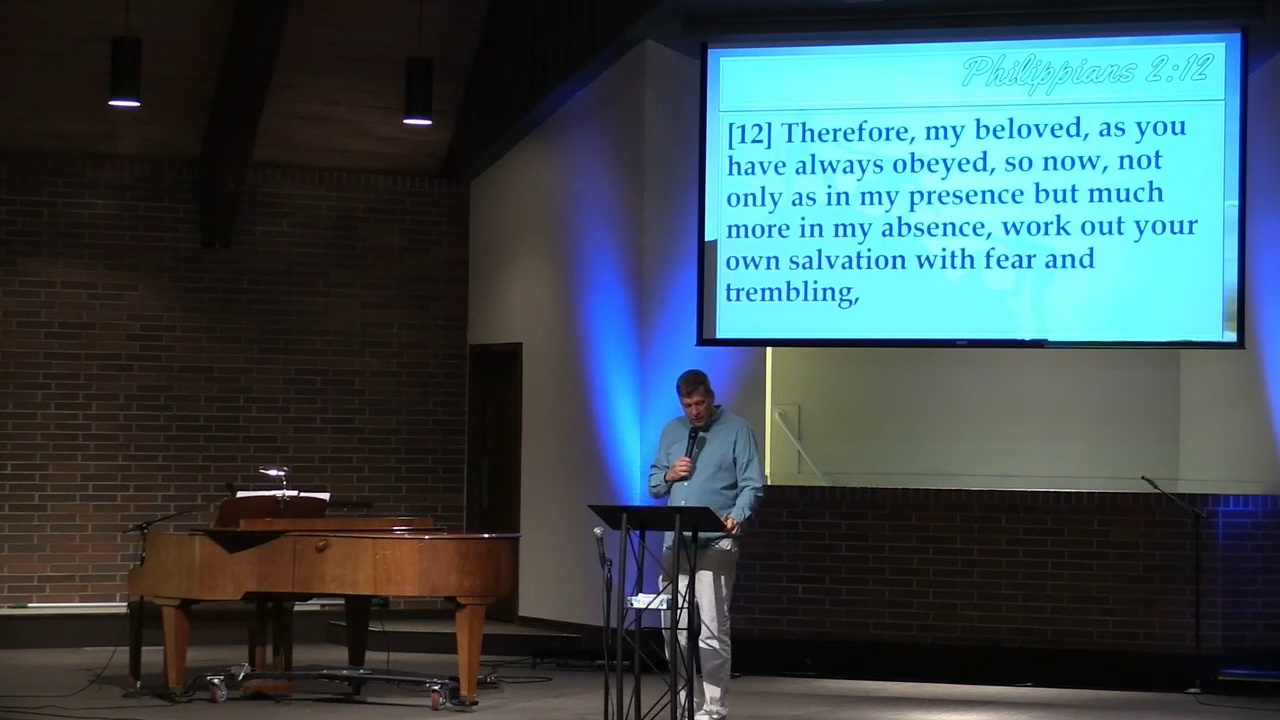 Philippians 2:12
[12] Therefore, my beloved, as you
have always obeyed, so now, not
only as in my presence but much
more in my absence, work out your
own salvation with fear and
trembling,